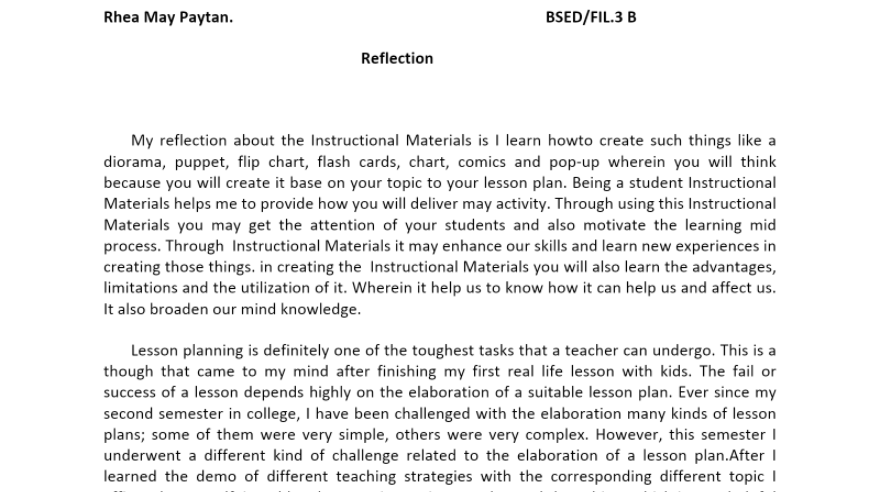 Rhea May Paytan. BSED/FIL.3 B
Reflection
My reflection about the Instructional Materials is I learn howto create such things like a
diorama, puppet, flip chart, flash cards, chart, comics and pop-up wherein you will think
because you will create it base on your topic to your lesson plan. Being a student Instructional
Materials helps me to provide how you will deliver may activity. Through using this Instructional
Materials you may get the attention of your students and also motivate the learning mid
process. Through Instructional Materials it may enhance our skills and learn new experiences in
creating those things. in creating the Instructional Materials you will also learn the advantages,
limitations and the utilization of it. Wherein it help us to know how it can help us and affect us.
It also broaden our mind knowledge.
Lesson planning is definitely one of the toughest tasks that a teacher can undergo. This is a
though that came to my mind after finishing my first real life lesson with kids. The fail or
success of a lesson depends highly on the elaboration of a suitable lesson plan. Ever since my
second semester in college, I have been challenged with the elaboration many kinds of lesson
plans; some of them were very simple, others were very complex. However, this semester I
underwent a different kind of challenge related to the elaboration of a lesson plan.After I
learned the demo of different teaching strategies with the corresponding different topic I